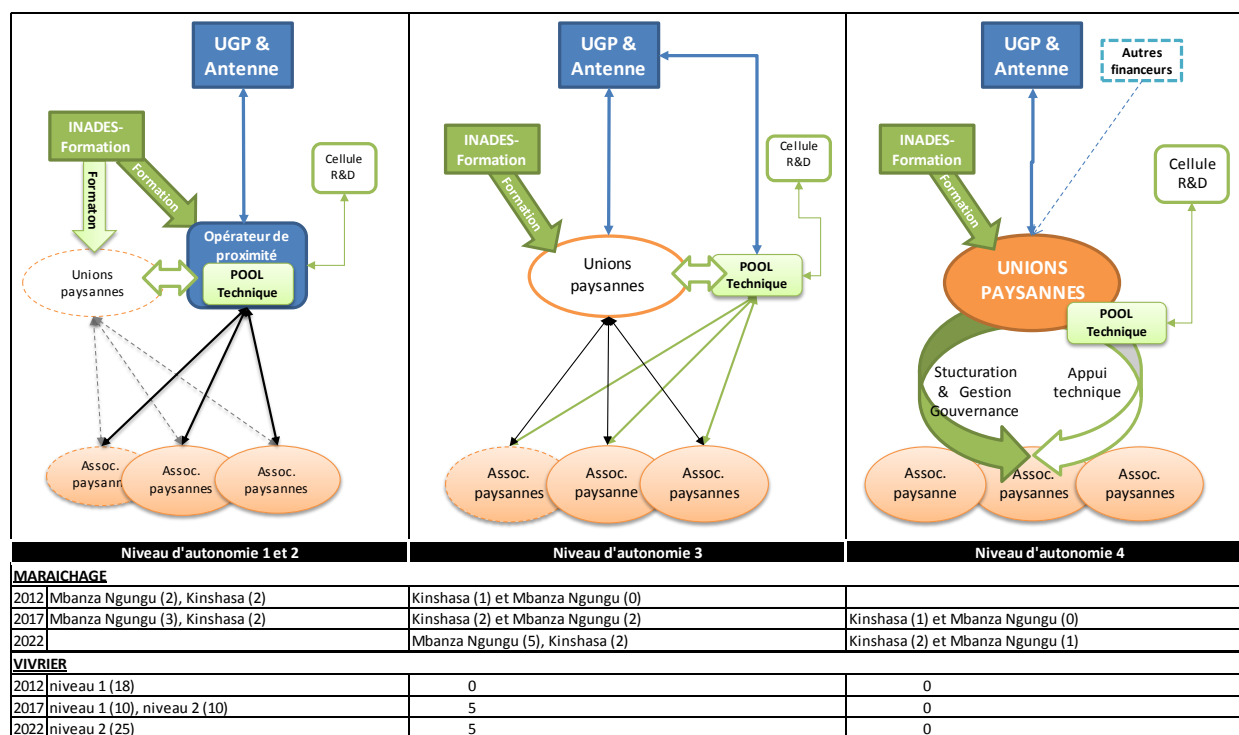 UGP &
Antenne
INADES-
Formation
Formaton
Formation
Cellule
R&D
Opérateur de
proximité
POOL
Technique
Unions
paysannes
Assoc.
paysann
Assoc.
paysannes
Assoc.
paysannes
UGP &
Antenne
INADES-
Formation
Formation
Cellule
R&D
Unions
paysannes
POOL
Technique
Assoc.
paysannes
Assoc.
paysanne
Assoc.
paysannes
UGP &
Antenne
Autres
financeurs
INADES-
Formation
Formation
Cellule
R&D
UNIONS
PAYSANNES
POOL
Technique
Stucturation
& Gestion
Gouvernance
Appui
technique
Assoc.
paysanne
Assoc.
paysannes
Assoc.
paysannes
Niveau d'autonomie 1 et 2 Niveau d'autonomie 3 Niveau d'autonomie 4
MARAICHAGE
2012 Mbanza Ngungu (2), Kinshasa (2) Kinshasa (1) et Mbanza Ngungu (0)
2017 Mbanza Ngungu (3), Kinshasa (2) Kinshasa (2) et Mbanza Ngungu (2) Kinshasa (1) et Mbanza Ngungu (0)
2022 Mbanza Ngungu (5), Kinshasa (2) Kinshasa (2) et Mbanza Ngungu (1)
VIVRIER
2012 niveau 1 (18) 0 0
2017 niveau 1 (10), niveau 2 (10) 5 0
2022 niveau 2 (25) 5 0